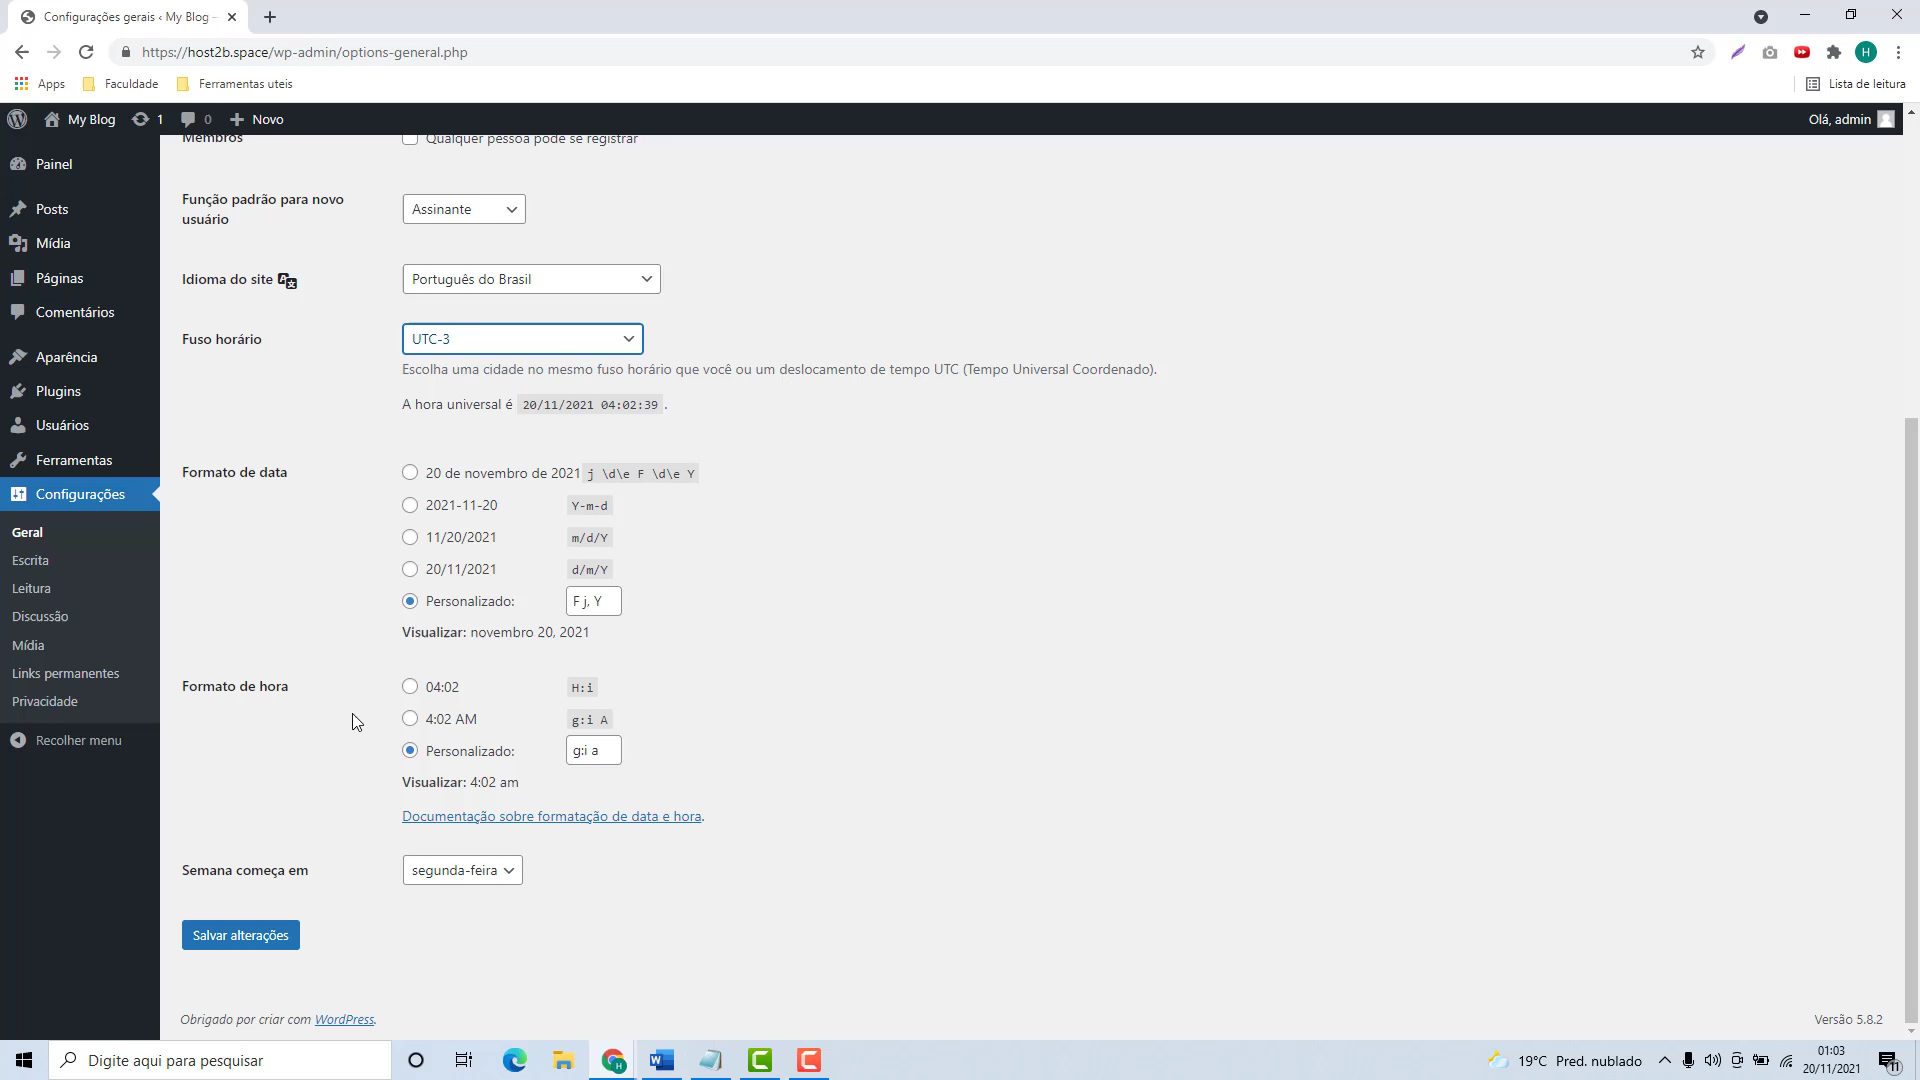 Configurações gerais ‹ My Blog
https://host2b.space/wp-admin/options-general.php
H
Apps
Faculdade
Ferramentas uteis
Lista de leitura
My Blog
1
0
Novo
Olá, admin
Painel
Posts
Mídia
Páginas
Comentários
Aparência
Plugins
Usuários
Ferramentas
Configurações
Geral
Escrita
Leitura
Discussão
Mídia
Links permanentes
Privacidade
Recolher menu
Membros
Qualquer pessoa pode se registrar
Função padrão para novo
usuário
Assinante
Idioma do site
Português do Brasil
Fuso horário
UTC-3
Escolha uma cidade no mesmo fuso horário que você ou um deslocamento de tempo UTC (Tempo Universal Coordenado).
A hora universal é 20/11/2021 04:02:39 .
Formato de data
20 de novembro de 2021 j \d\e F \d\e Y
2021-11-20 Y-m-d
11/20/2021 m/d/Y
20/11/2021 d/m/Y
Personalizado: F j, Y
Visualizar: novembro 20, 2021
Formato de hora
04:02 H:i
4:02 AM g:i A
Personalizado: g:i a
Visualizar: 4:02 am
Documentação sobre formatação de data e hora.
Semana começa em
segunda-feira
Salvar alterações
Obrigado por criar com WordPress.
Versão 5.8.2
Digite aqui para pesquisar
19°C Pred. nublado
01:03
20/11/2021
11